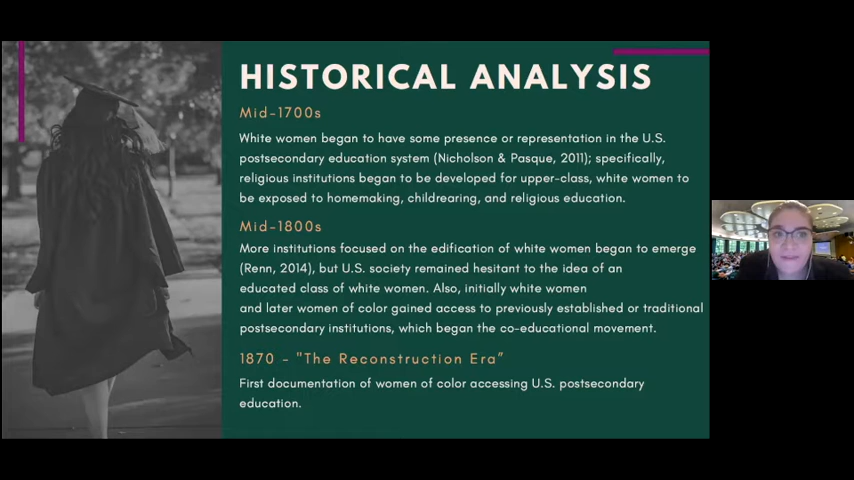 HISTORICAL ANALYSIS
Mid-1700s
White women began to have some presence or representation in the U.S.
postsecondary education system (Nicholson & Pasque, 2011); specifically,
religious institutions began to be developed for upper-class, white women to
be exposed to homemaking, childrearing, and religious education.
Mid-1800s
More institutions focused on the edification of white women began to emerge
(Renn, 2014), but U.S. society remained hesitant to the idea of an
educated class of white women. Also, initially white women
and later women of color gained access to previously established or traditional
postsecondary institutions, which began the co-educational movement.
1870 - "The Reconstruction Era"
First documentation of women of color accessing U.S. postsecondary
education.